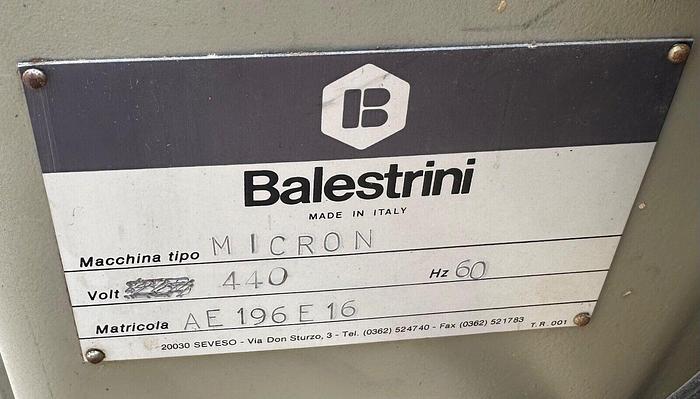 B
Balestrini
MADE IN ITALY
Macchina tipo MICRON
Volt 440 Hz 60
Matricola AE 196 E 16
20030 SEVESO - Via Don Sturzo, 3 - Tel. (0362) 524740 - Fax (0362) 521783 T.R. 001